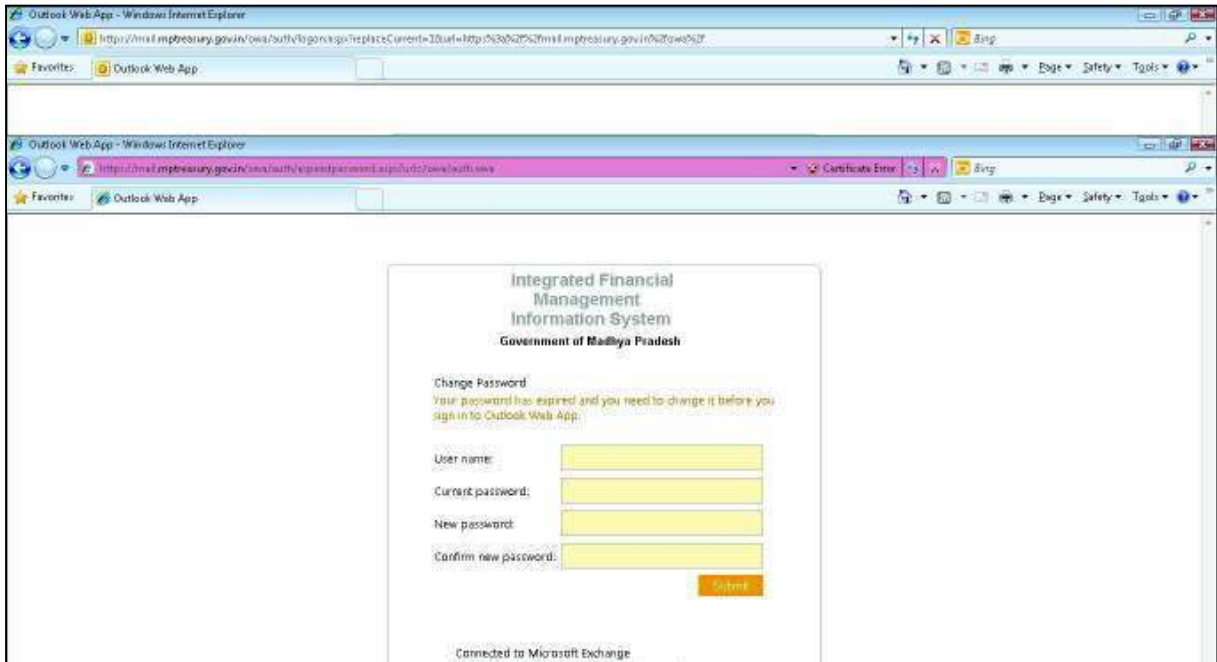 Outlook Web App - Windows Internet Explorer
Bing
Favorites Outlook Web App Page Safety Tools
Outlook Web App - Windows Internet Explorer
Certificate Error Bing
Favorites Outlook Web App Page Safety Tools
Integrated Financial
Management
Information System
Government of Madhya Pradesh
Change Password
Your password has expired and you need to change it before you
sign in to Outlook Web App.
User name:
Current password:
New password:
Confirm new password:
Submit
Connected to Microsoft Exchange